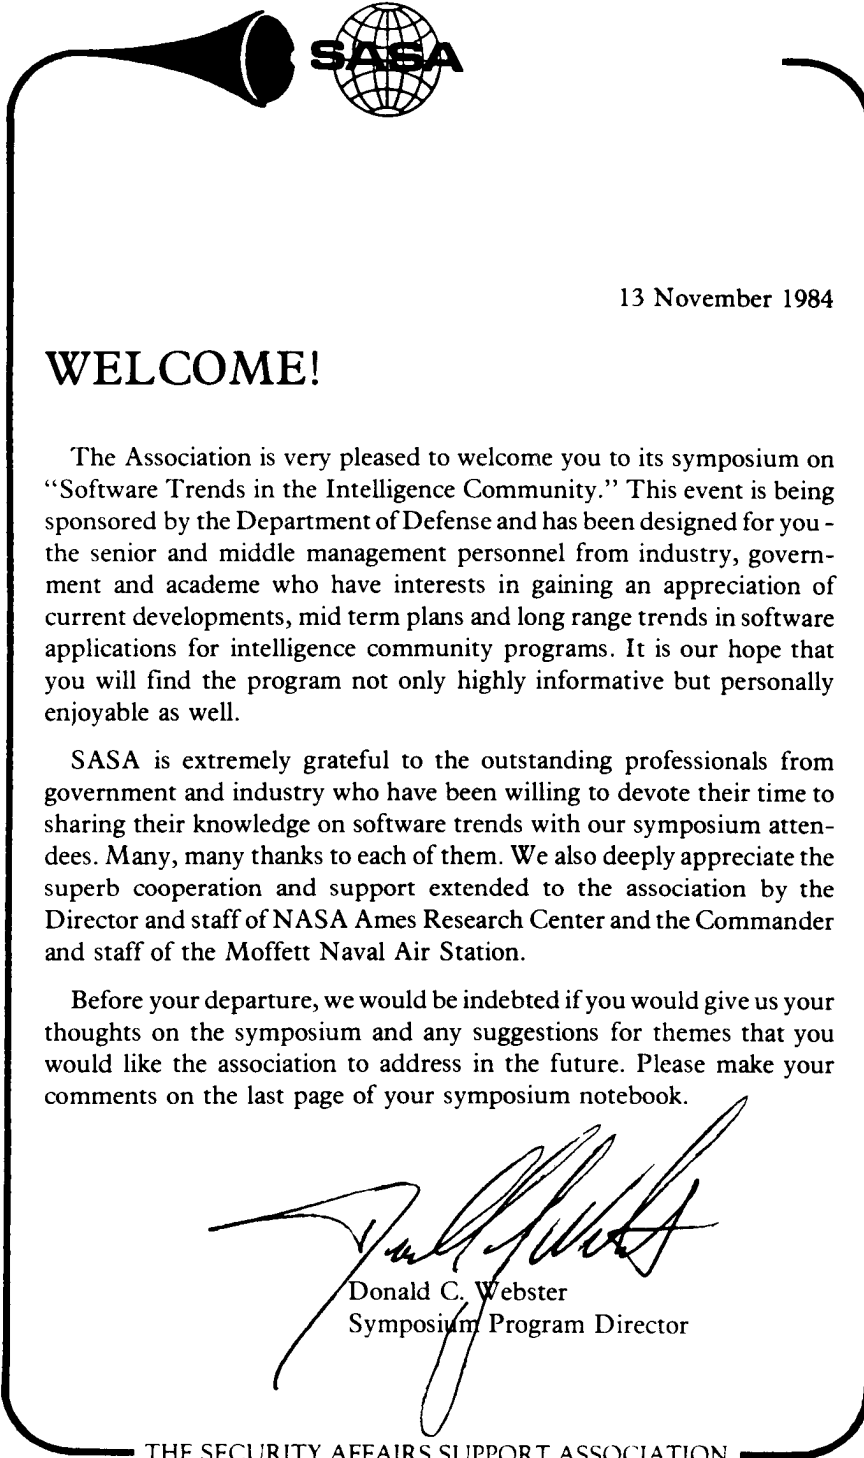 SASA
13 November 1984
WELCOME!
The Association is very pleased to welcome you to its symposium on
“Software Trends in the Intelligence Community.” This event is being
sponsored by the Department of Defense and has been designed for you -
the senior and middle management personnel from industry, govern-
ment and academe who have interests in gaining an appreciation of
current developments, mid term plans and long range trends in software
applications for intelligence community programs. It is our hope that
you will find the program not only highly informative but personally
enjoyable as well.
SASA is extremely grateful to the outstanding professionals from
government and industry who have been willing to devote their time to
sharing their knowledge on software trends with our symposium atten-
dees. Many, many thanks to each of them. We also deeply appreciate the
superb cooperation and support extended to the association by the
Director and staff of NASA Ames Research Center and the Commander
and staff of the Moffett Naval Air Station.
Before your departure, we would be indebted if you would give us your
thoughts on the symposium and any suggestions for themes that you
would like the association to address in the future. Please make your
comments on the last page of your symposium notebook.
Donald C. Webster
Symposium Program Director
THE SECURITY AFFAIRS SUPPORT ASSOCIATION